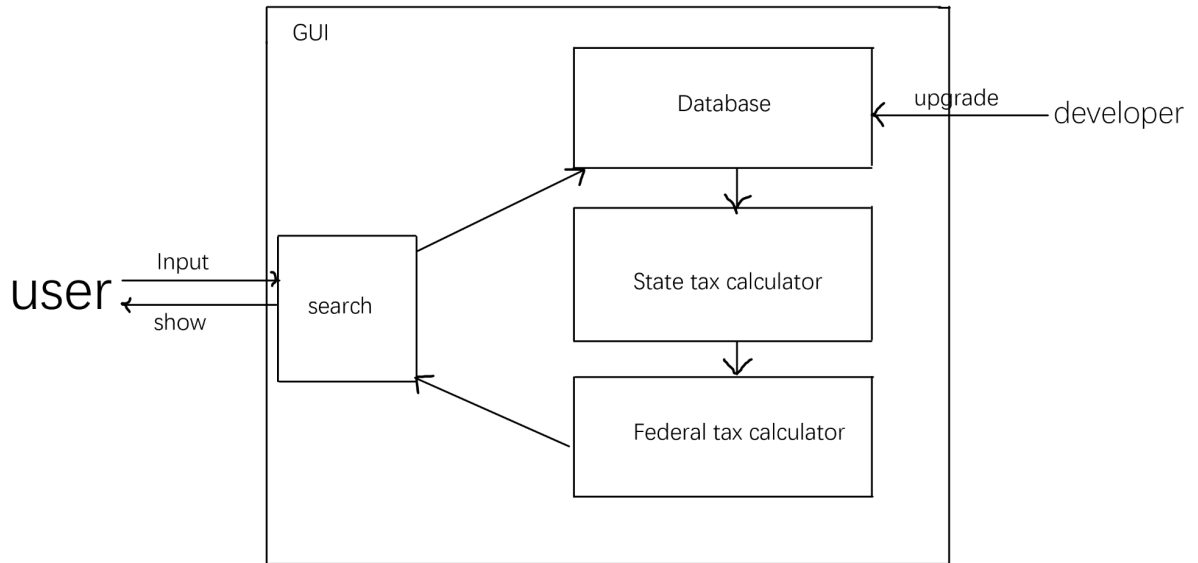 GUI
Database
upgrade
developer
Input
user
show
search
State tax calculator
Federal tax calculator